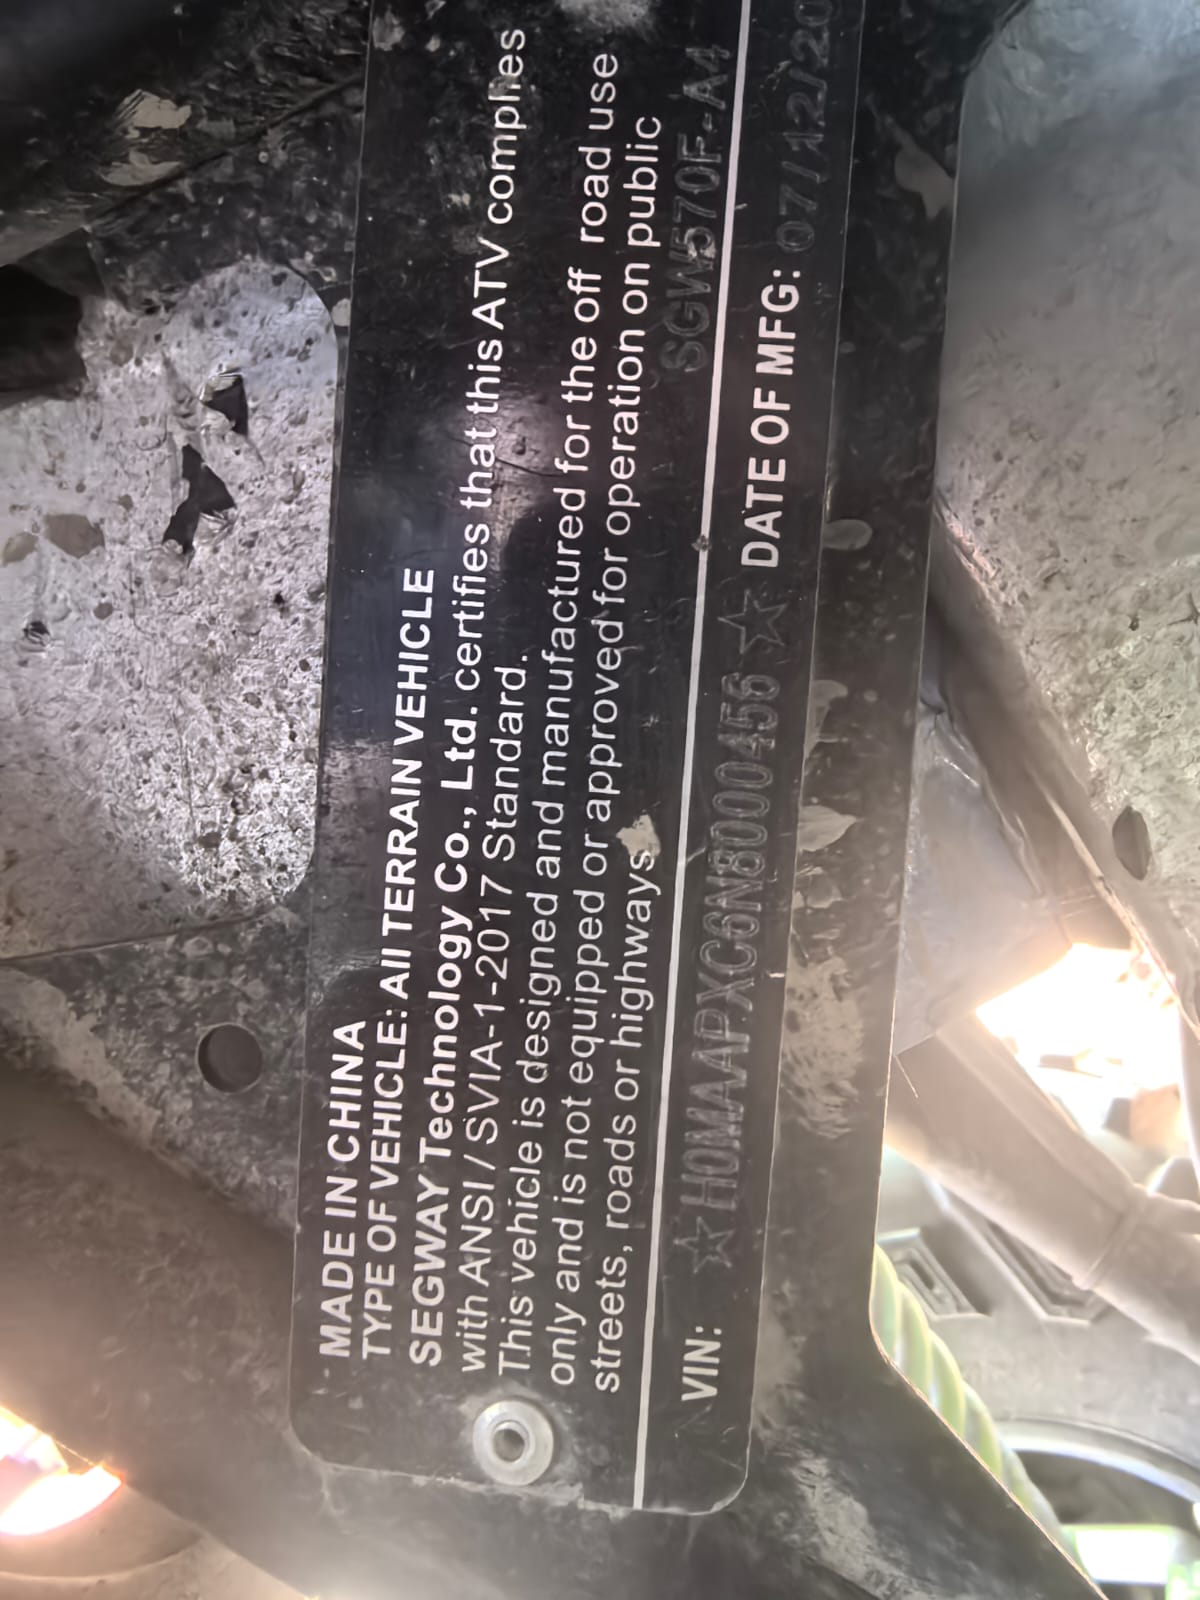 MADE IN CHINA
TYPE OF VEHICLE: All TERRAIN VEHICLE
SEGWAY Technology Co., Ltd. certifies that this ATV complies
with ANSI / SVIA-1-2017 Standard.
This vehicle is designed and manufactured for the off road use
only and is not equipped or approved for operation on public
streets, roads or highways.
SGW570F-A4
VIN: ☆H0MAAPXC6N8000456☆ DATE OF MFG: 07/12/20